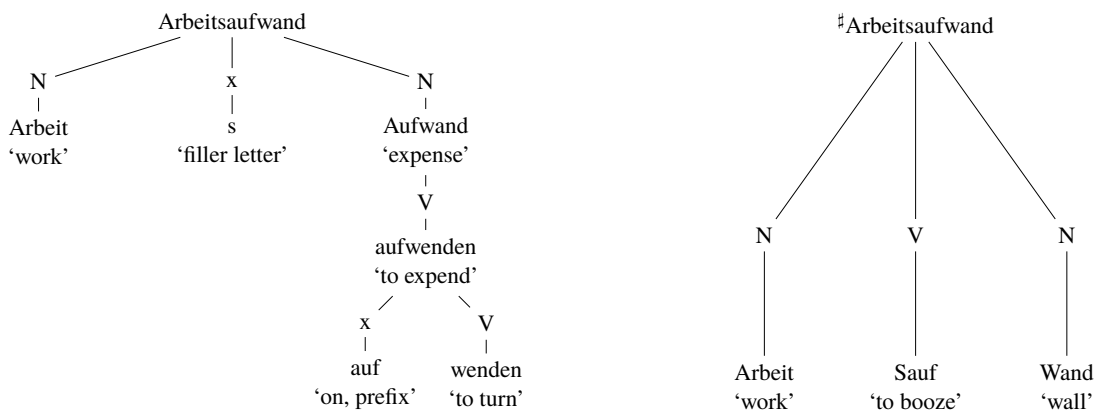 Arbeitsaufwand
N x N
Arbeit s Aufwand
‘work’ ‘filler letter’ ‘expense’
V
aufwenden
‘to expend’
x V
auf wenden
‘on, prefix’ ‘to turn’
♯Arbeitsaufwand
N V N
Arbeit Sauf Wand
‘work’ ‘to booze’ ‘wall’